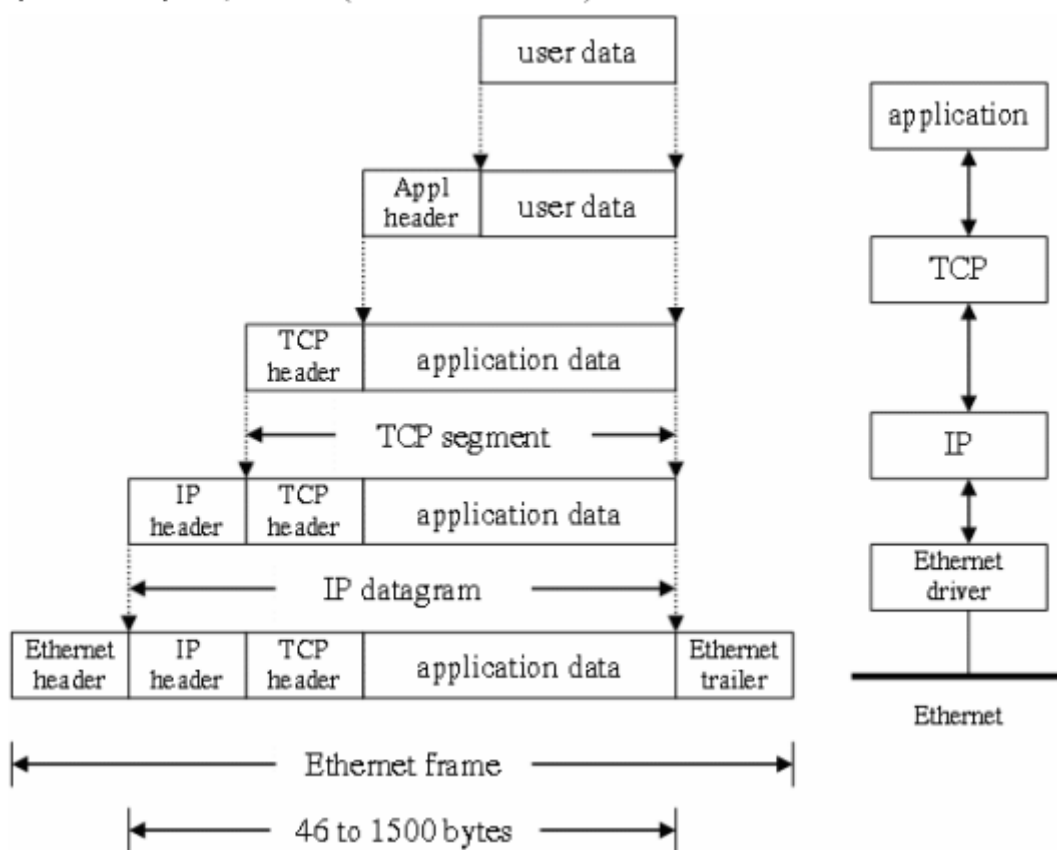 user data
application
Appl
header
user data
TCP
TCP
header
application data
TCP segment
IP
IP
header
TCP
header
application data
Ethernet
driver
IP datagram
Ethernet
header
IP
header
TCP
header
application data
Ethernet
trailer
Ethernet
Ethernet frame
46 to 1500 bytes